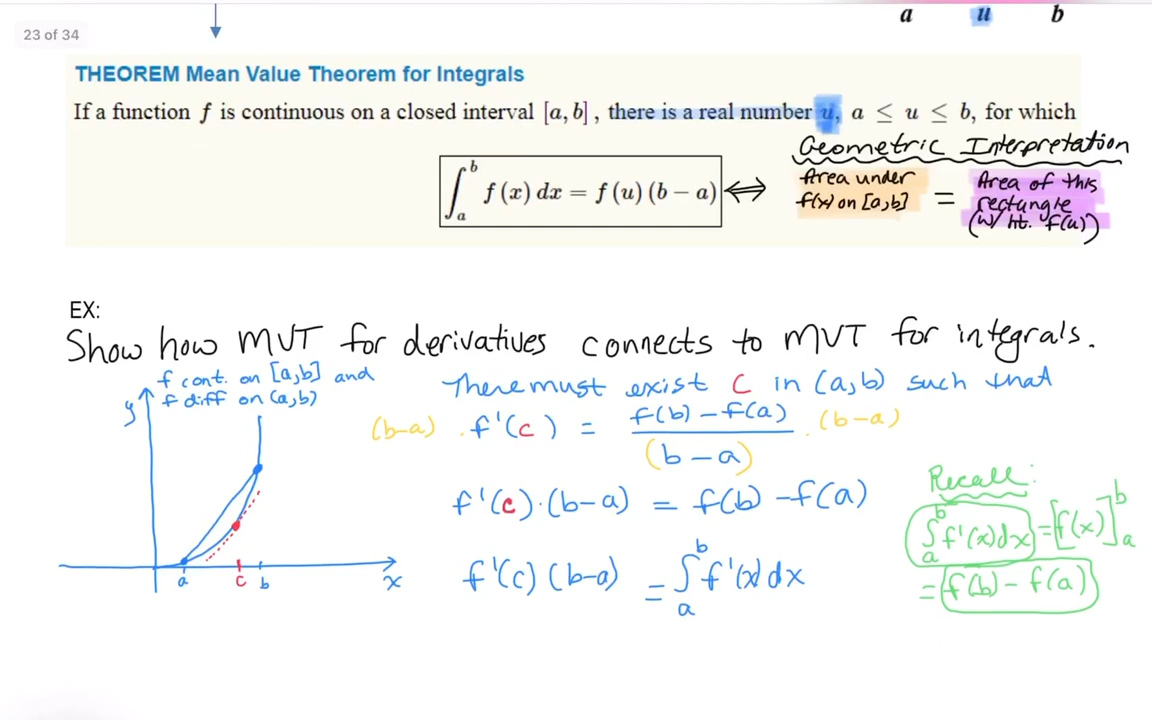 a u b
23 of 34
THEOREM Mean Value Theorem for Integrals
If a function f is continuous on a closed interval [a, b] , there is a real number u, a ≤ u ≤ b, for which
∫_a^b f (x) dx = f (u) (b − a)
Geometric Interpretation
Area under
f(x) on [a,b]
=
Area of this
rectangle
(w/ ht. f(u))
EX:
Show how MVT for derivatives connects to MVT for integrals.
f cont. on [a,b] and
f diff on (a,b)
y
a c b x
There must exist c in (a,b) such that
(b-a) · f'(c) = f(b) - f(a) / (b - a) · (b-a)
f'(c)·(b-a) = f(b) - f(a)
f'(c) (b-a) = ∫_a^b f'(x) dx
Recall:
∫_a^b f'(x)dx = [f(x)]_a^b
= f(b) - f(a)